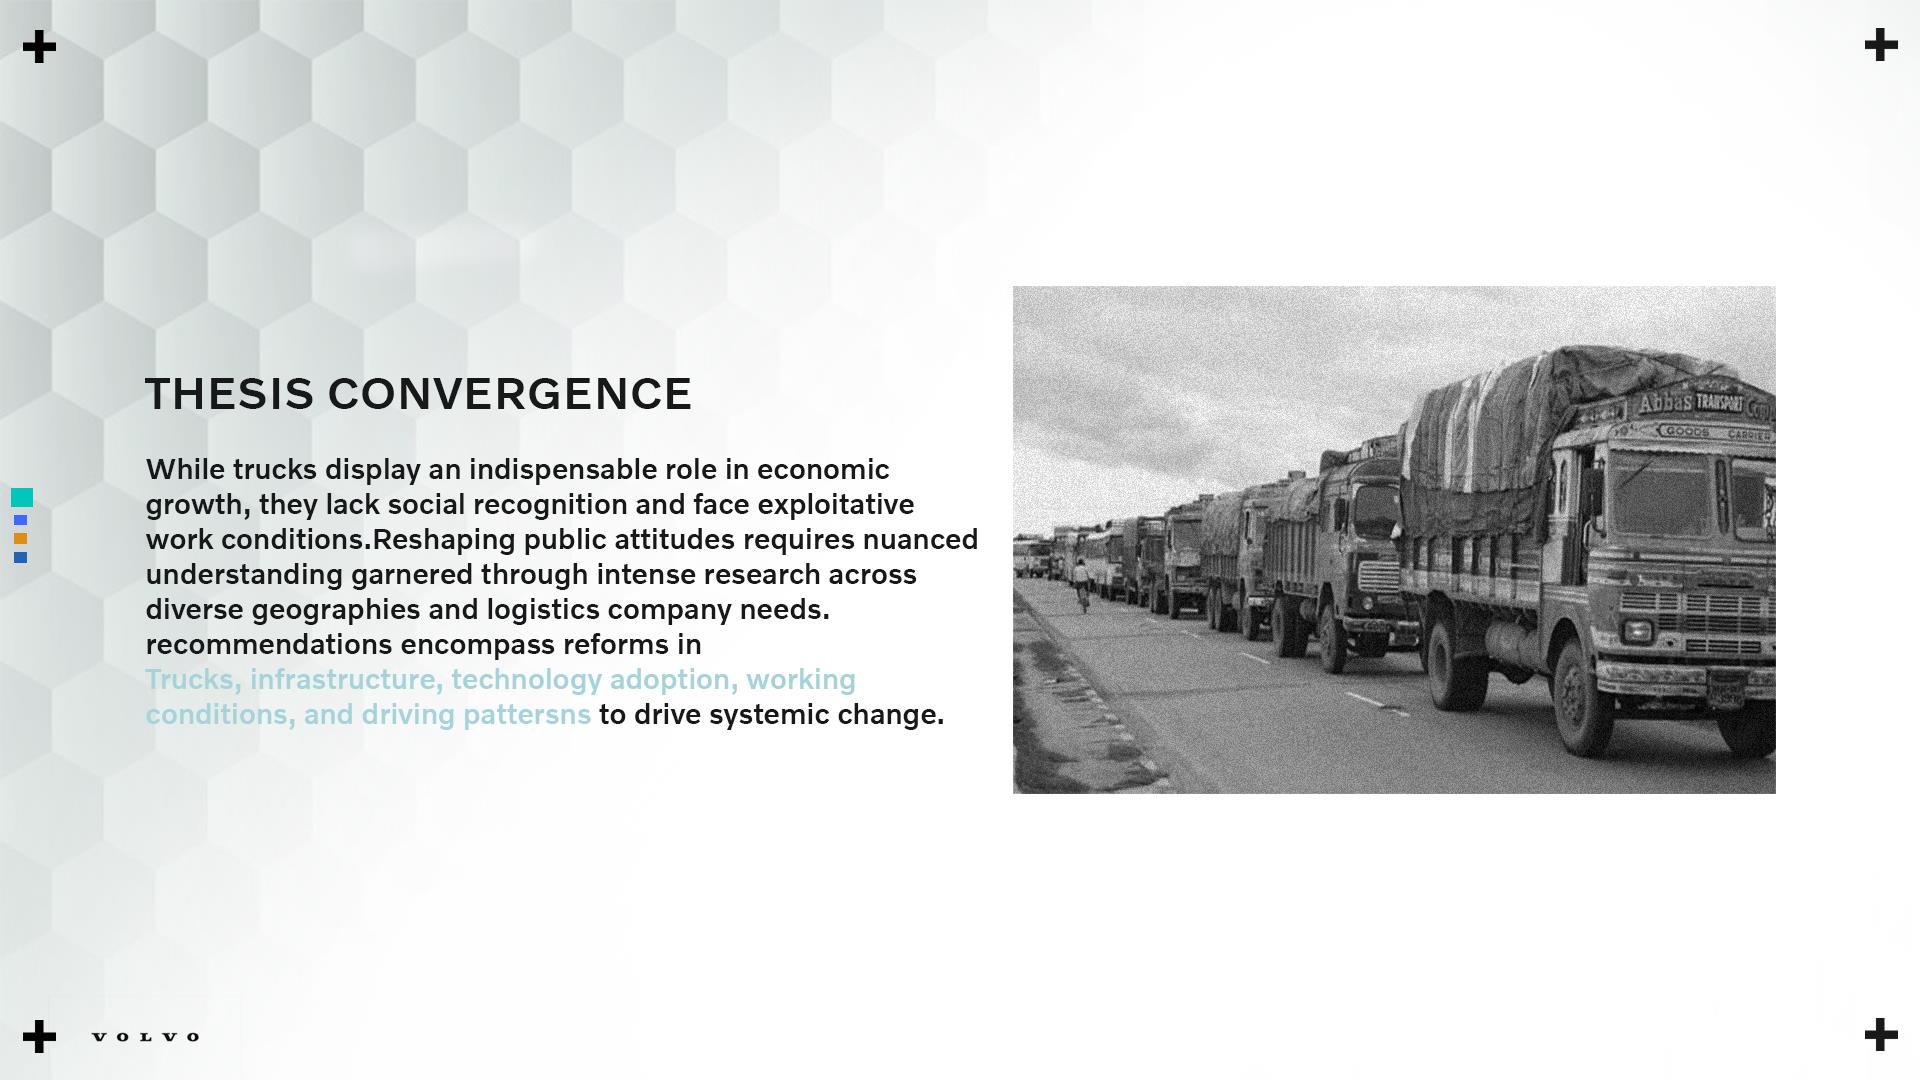 THESIS CONVERGENCE
While trucks display an indispensable role in economic
growth, they lack social recognition and face exploitative
work conditions.Reshaping public attitudes requires nuanced
understanding garnered through intense research across
diverse geographies and logistics company needs.
recommendations encompass reforms in
Trucks, infrastructure, technology adoption, working
conditions, and driving pattersns to drive systemic change.
Abbas TRANSPORT
GOODS CARRIER
VOLVO